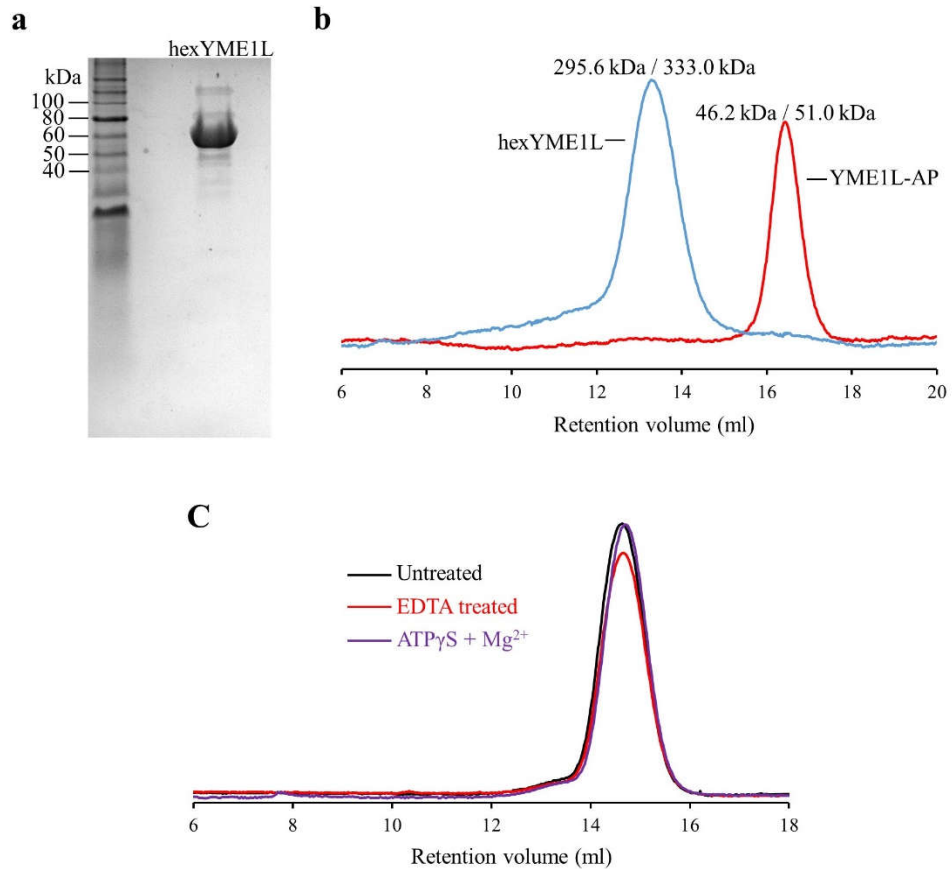 a
hexYME1L
kDa
100
80
60
50
40
b
295.6 kDa / 333.0 kDa
46.2 kDa / 51.0 kDa
hexYME1L
YME1L-AP
6 8 10 12 14 16 18 20
Retention volume (ml)
C
Untreated
EDTA treated
ATPγS + Mg²⁺
6 8 10 12 14 16 18
Retention volume (ml)